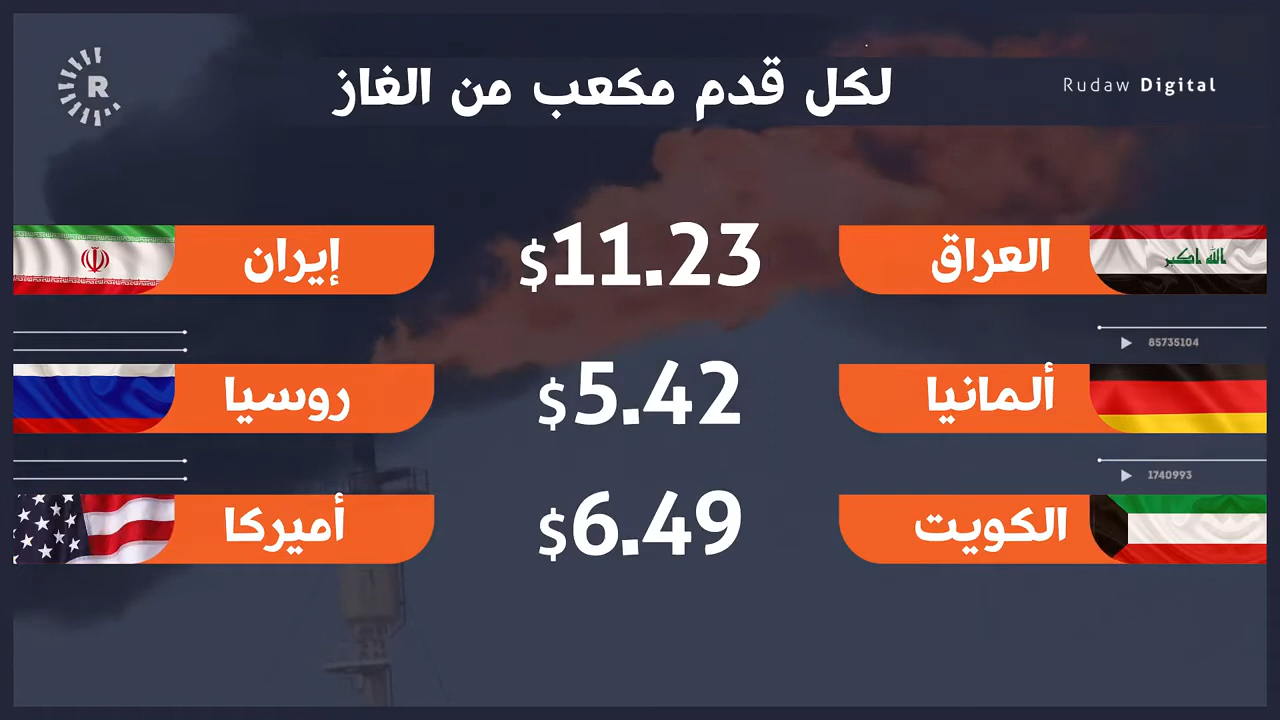 R
لكل قدم مكعب من الغاز
Rudaw Digital
العراق $11.23 إيران
الله اكبر
85735104
ألمانيا $5.42 روسيا
1740993
الكويت $6.49 أميركا